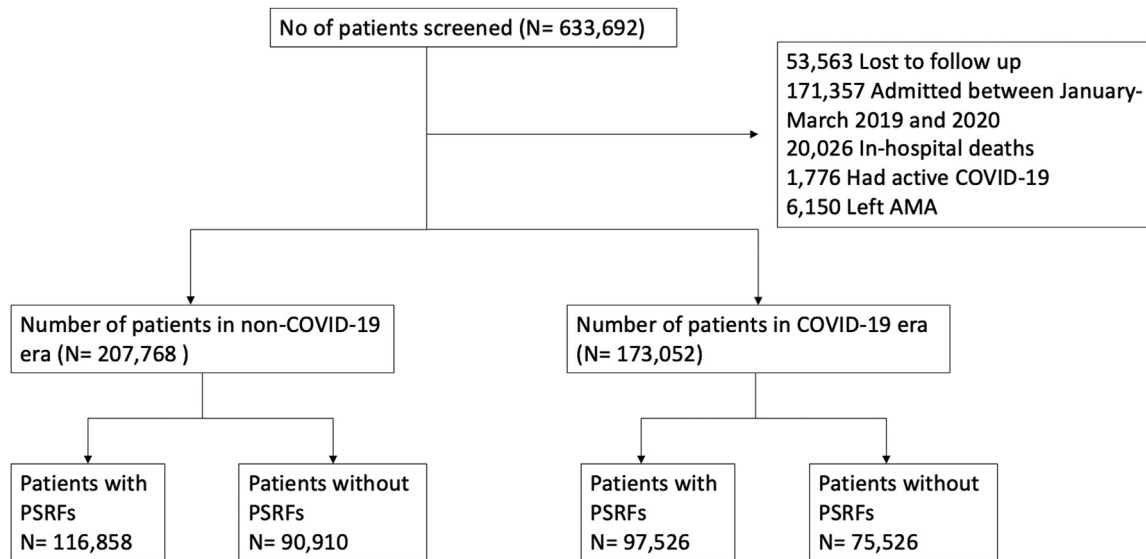 No of patients screened (N= 633,692)
53,563 Lost to follow up
171,357 Admitted between January-
March 2019 and 2020
20,026 In-hospital deaths
1,776 Had active COVID-19
6,150 Left AMA
Number of patients in non-COVID-19
era (N= 207,768 )
Number of patients in COVID-19 era
(N= 173,052)
Patients with
PSRFs
N= 116,858
Patients without
PSRFs
N= 90,910
Patients with
PSRFs
N= 97,526
Patients without
PSRFs
N= 75,526